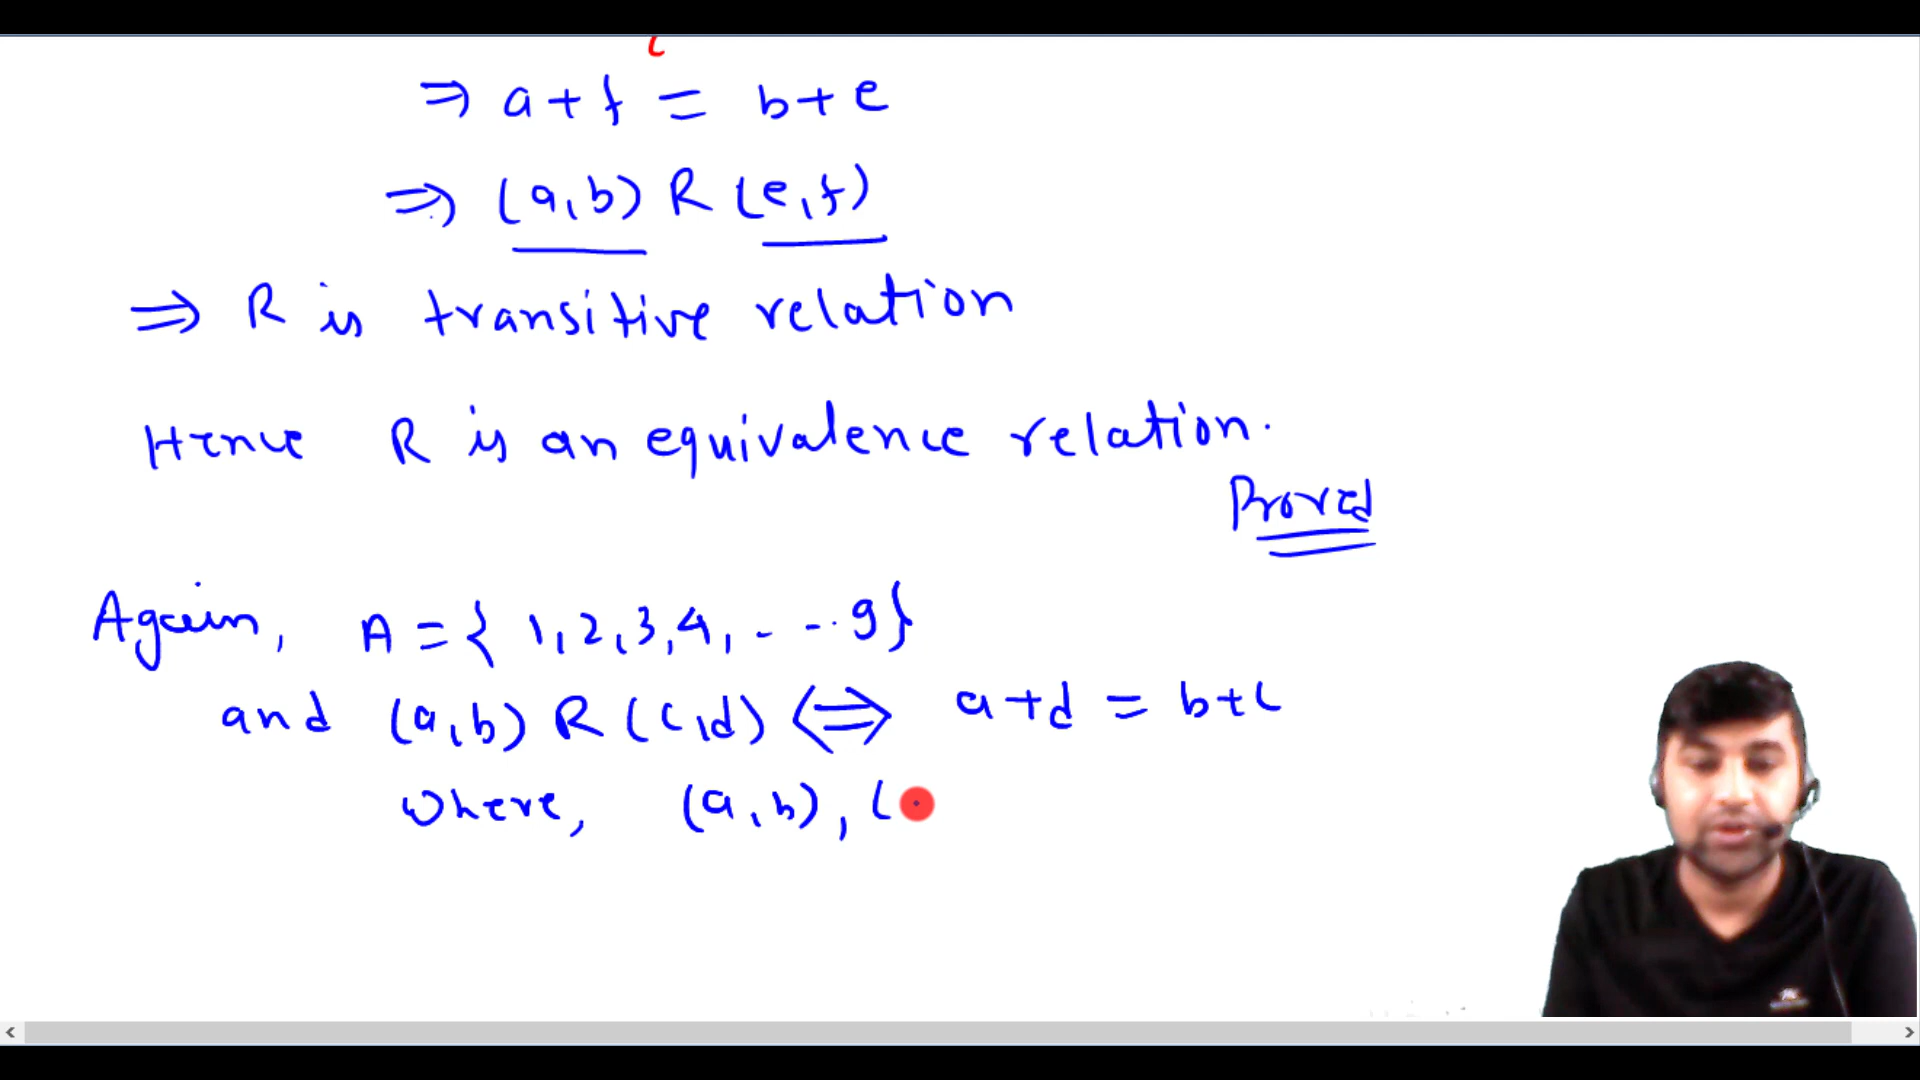 ⇒ a + f = b + e
⇒ (a,b) R (e,f)
⇒ R is transitive relation
Hence R is an equivalence relation.
Proved
Again, A = { 1, 2, 3, 4, - - .. 9}
and (a,b) R (c,d) ⟺ a + d = b + c
where, (a,b), (